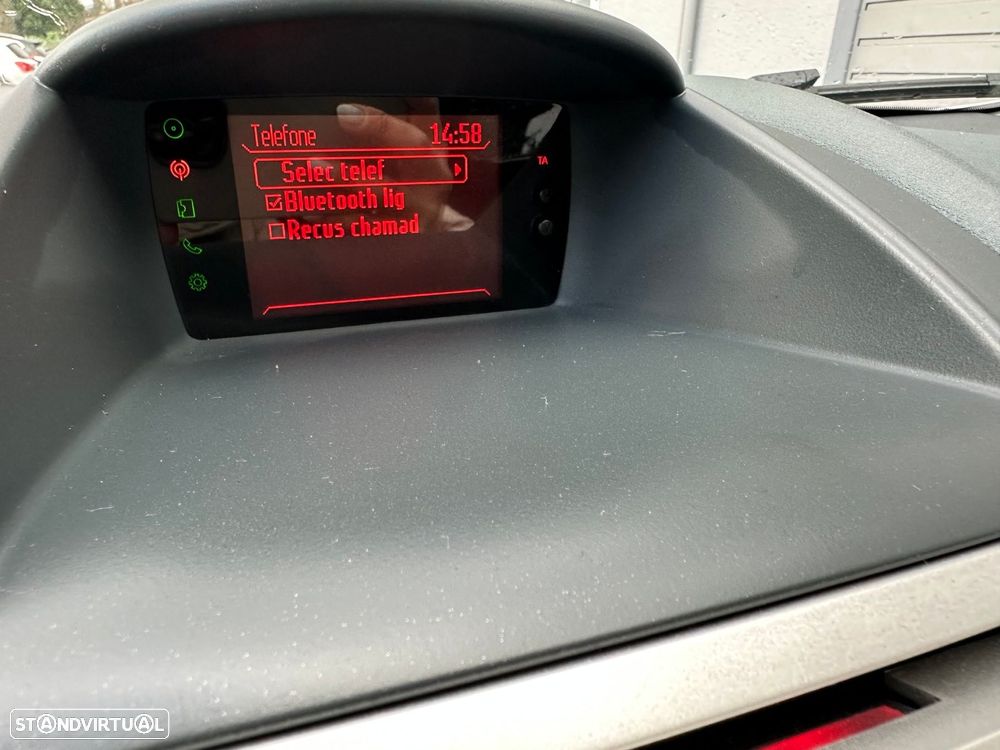 Telefone 14:58
TA
Selec telef
Bluetooth lig
Recus chamad
STANDVIRTUAL